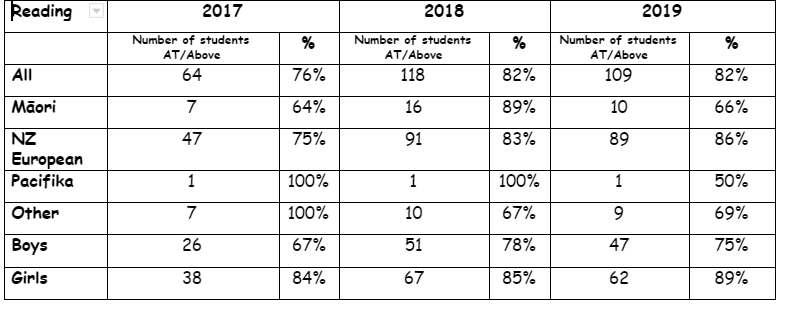 Reading 2017 2018 2019
Number of students % Number of students % Number of students %
AT/Above AT/Above AT/Above
All 64 76% 118 82% 109 82%
Māori 7 64% 16 89% 10 66%
NZ 47 75% 91 83% 89 86%
European
Pacifika 1 100% 1 100% 1 50%
Other 7 100% 10 67% 9 69%
Boys 26 67% 51 78% 47 75%
Girls 38 84% 67 85% 62 89%